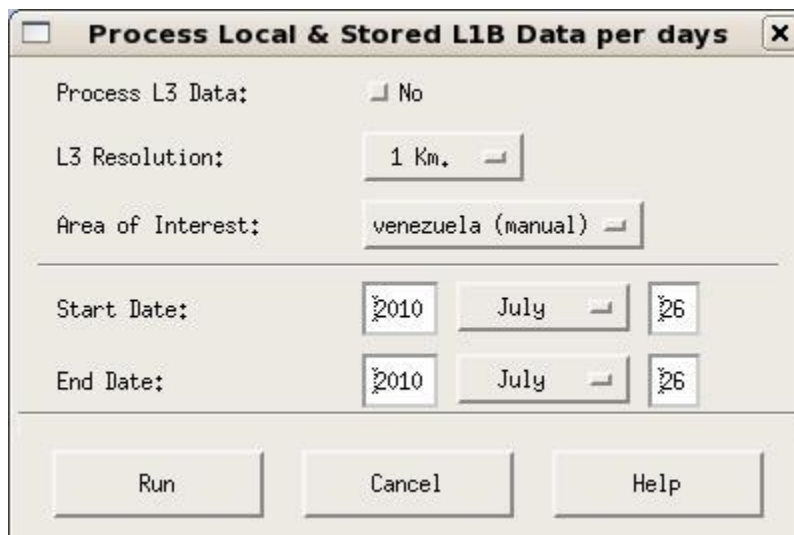 Process Local & Stored L1B Data per days
Process L3 Data: No
L3 Resolution: 1 Km.
Area of Interest: venezuela (manual)
Start Date: 2010 July 26
End Date: 2010 July 26
Run Cancel Help